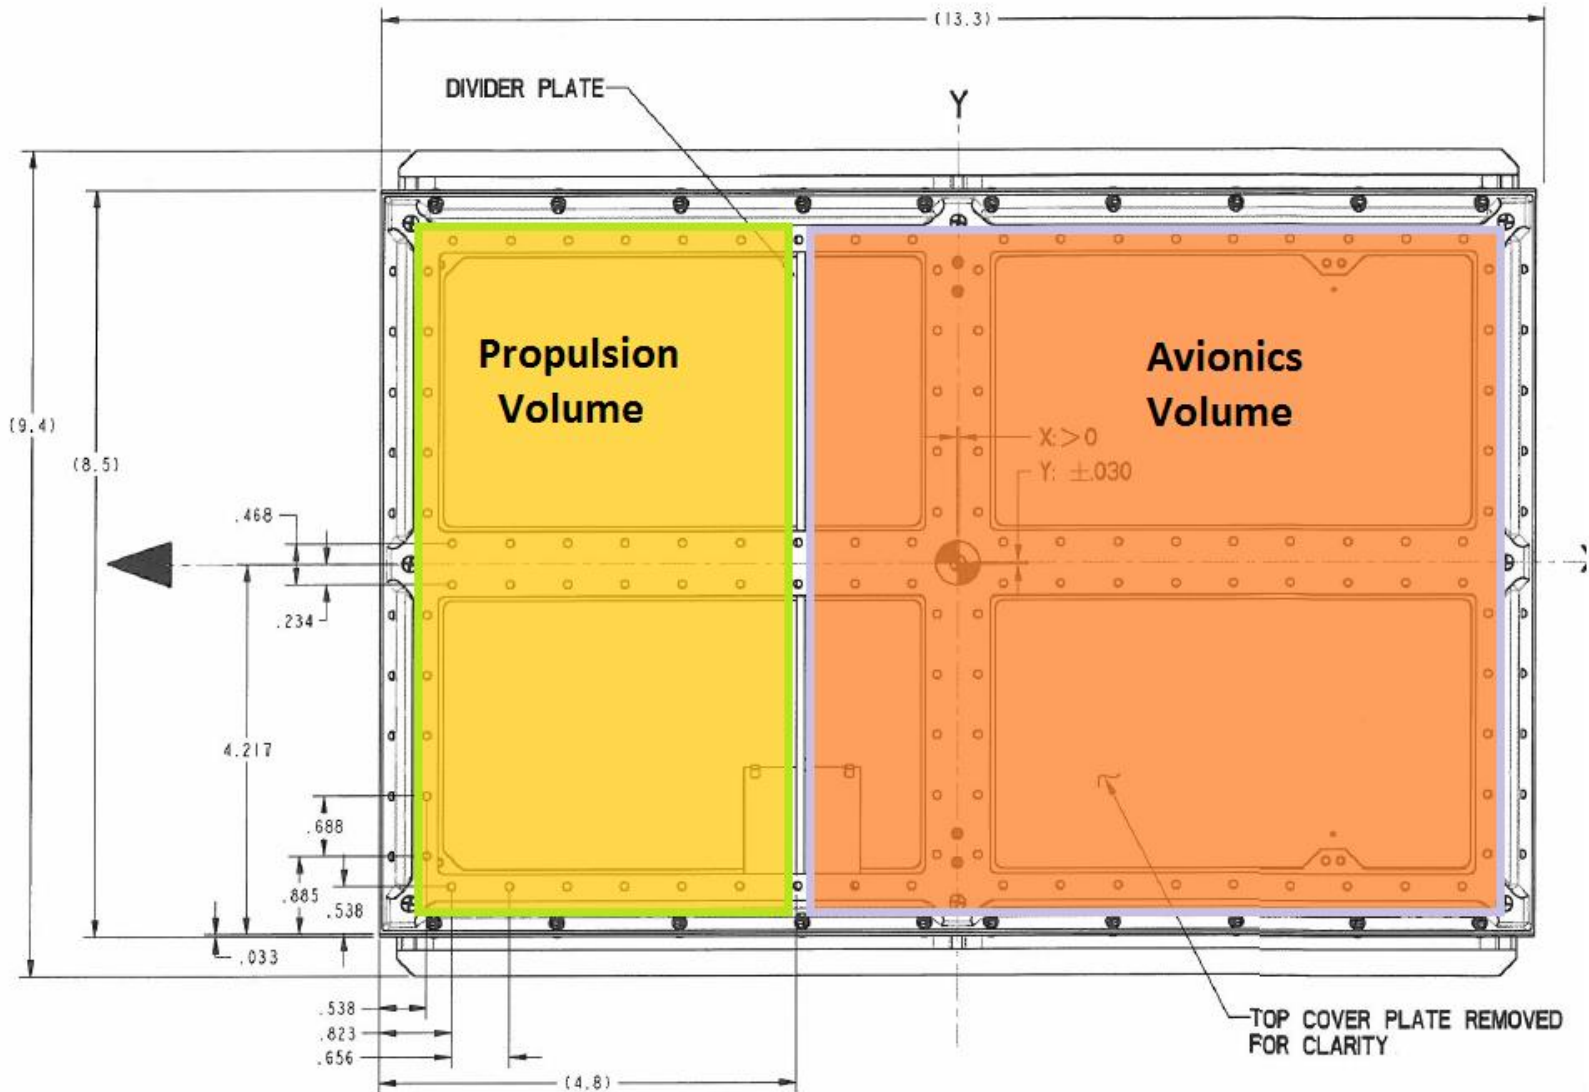 (13.3)
DIVIDER PLATE
Y
Propulsion
Volume
Avionics
Volume
(9.4)
(8.5)
X:>0
Y: ±.030
.468
.234
4.217
.688
.885
.538
.033
.538
.823
.656
(4.8)
TOP COVER PLATE REMOVED
FOR CLARITY